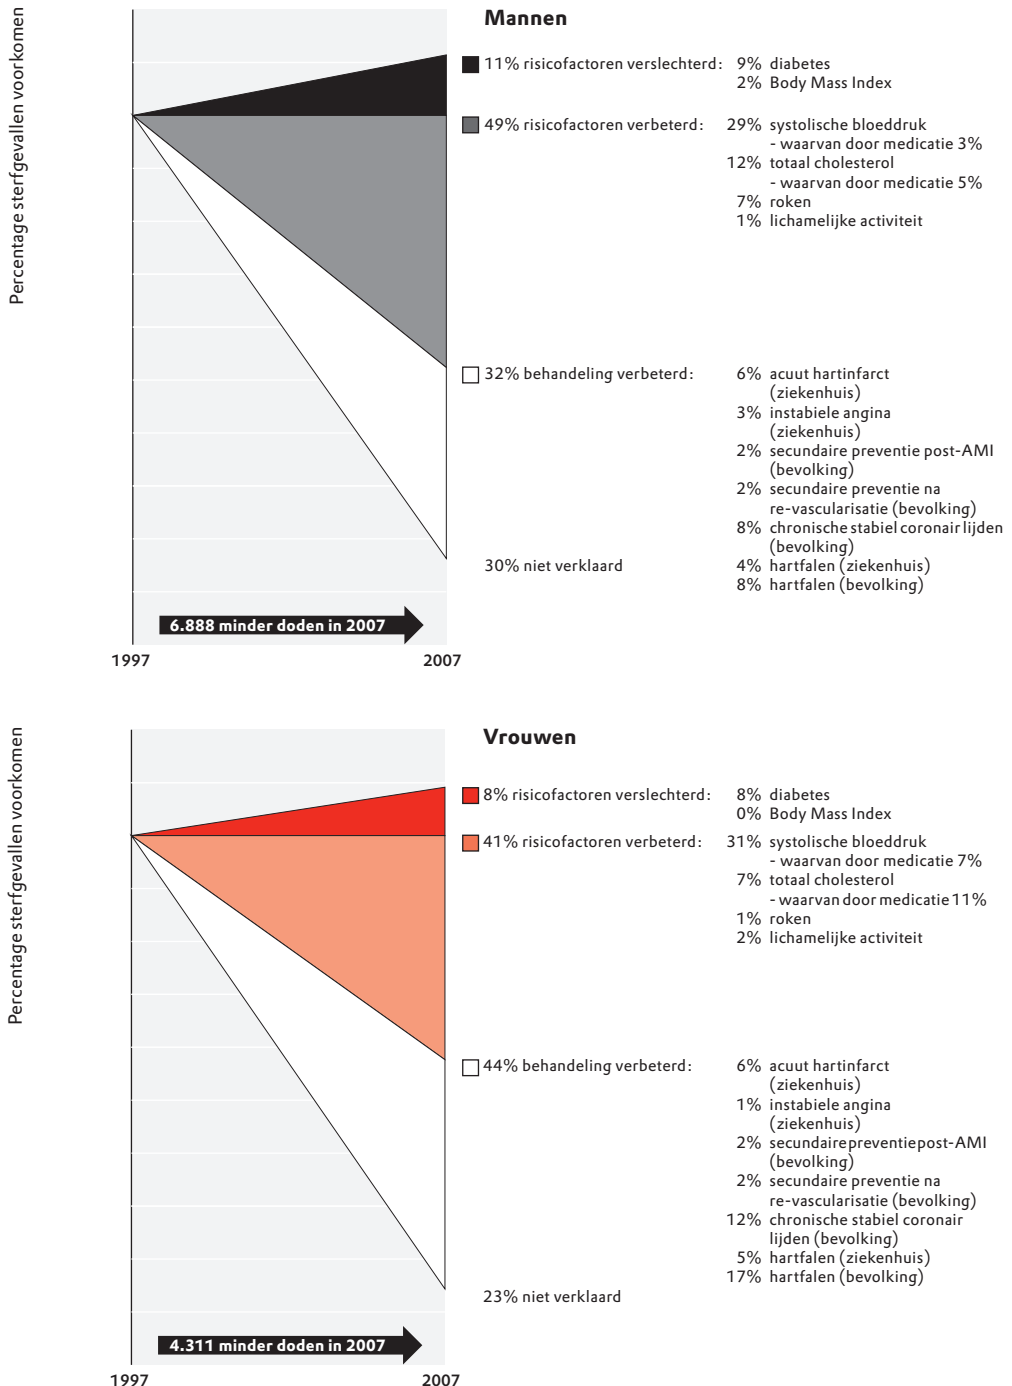 Percentage sterfgevallen voorkomen
Mannen
11% risicofactoren verslechterd: 9% diabetes
2% Body Mass Index
49% risicofactoren verbeterd: 29% systolische bloeddruk
- waarvan door medicatie 3%
12% totaal cholesterol
- waarvan door medicatie 5%
7% roken
1% lichamelijke activiteit
32% behandeling verbeterd: 6% acuut hartinfarct
(ziekenhuis)
3% instabiele angina
(ziekenhuis)
2% secundaire preventie post-AMI
(bevolking)
2% secundaire preventie na
re-vascularisatie (bevolking)
8% chronische stabiel coronair lijden
(bevolking)
30% niet verklaard 4% hartfalen (ziekenhuis)
8% hartfalen (bevolking)
6.888 minder doden in 2007
1997 2007
Percentage sterfgevallen voorkomen
Vrouwen
8% risicofactoren verslechterd: 8% diabetes
0% Body Mass Index
41% risicofactoren verbeterd: 31% systolische bloeddruk
- waarvan door medicatie 7%
7% totaal cholesterol
- waarvan door medicatie 11%
1% roken
2% lichamelijke activiteit
44% behandeling verbeterd: 6% acuut hartinfarct
(ziekenhuis)
1% instabiele angina
(ziekenhuis)
2% secundaire preventie post-AMI
(bevolking)
2% secundaire preventie na
re-vascularisatie (bevolking)
12% chronische stabiel coronair
lijden (bevolking)
5% hartfalen (ziekenhuis)
17% hartfalen (bevolking)
23% niet verklaard
4.311 minder doden in 2007
1997 2007